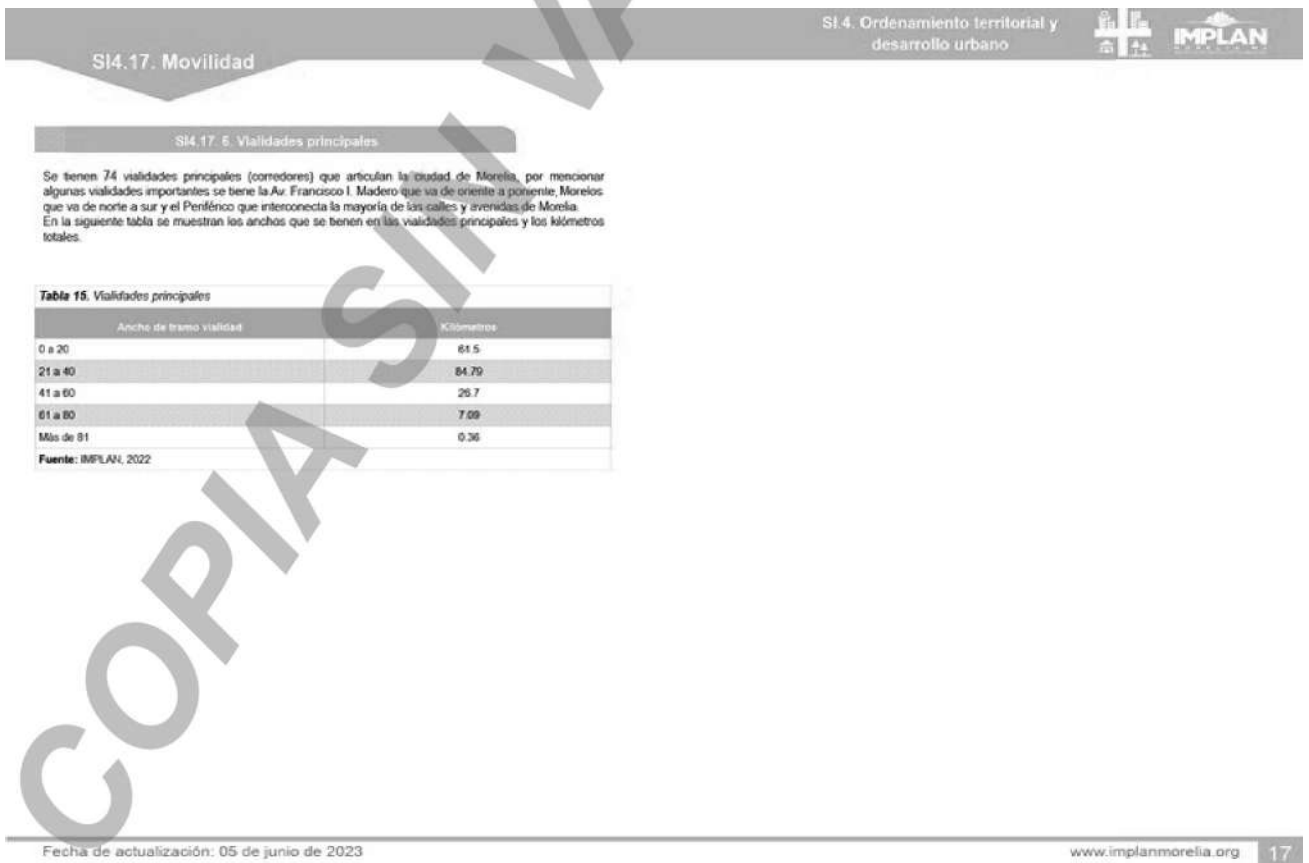 SI.4. Ordenamiento territorial y
desarrollo urbano
IMPLAN
SI4.17. Movilidad
SI4.17. 6. Vialidades principales
Se tienen 74 vialidades principales (corredores) que articulan la ciudad de Morelia, por mencionar
algunas vialidades importantes se tiene la Av. Francisco I. Madero que va de oriente a poniente, Morelos
que va de norte a sur y el Periférico que interconecta la mayoría de las calles y avenidas de Morelia.
En la siguiente tabla se muestran los anchos que se tienen en las vialidades principales y los kilómetros
totales.
Tabla 15. Vialidades principales
Ancho de tramo vialidad Kilómetros
0 a 20 61.5
21 a 40 84.79
41 a 60 26.7
61 a 80 7.09
Más de 81 0.36
Fuente: IMPLAN, 2022
COPIA SIN VA
Fecha de actualización: 05 de junio de 2023 www.implanmorelia.org 17